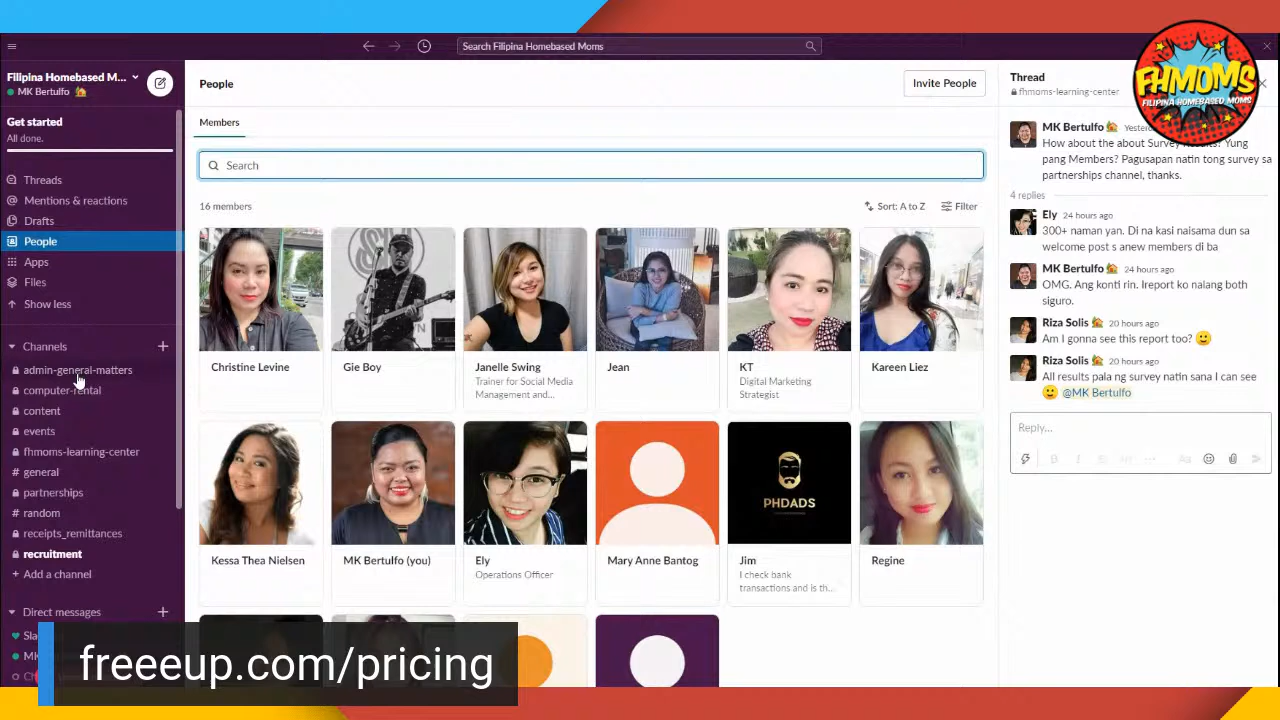 Search Filipina Homebased Moms
FHMOMS
FILIPINA HOMEBASED MOMS
Filipina Homebased M...
MK Bertulfo
Get started
All done.
Threads
Mentions & reactions
Drafts
People
Apps
Files
Show less
Channels
admin-general-matters
computer-rental
content
events
fhmoms-learning-center
general
partnerships
random
receipts_remittances
recruitment
Add a channel
Direct messages
People
Invite People
Members
Search
16 members
Sort: A to Z
Filter
Christine Levine
Gie Boy
Janelle Swing
Trainer for Social Media
Management and...
Jean
KT
Digital Marketing
Strategist
Kareen Liez
Kessa Thea Nielsen
MK Bertulfo (you)
Ely
Operations Officer
Mary Anne Bantog
PHDADS
Jim
I check bank
transactions and is th...
Regine
Thread
fhmoms-learning-center
MK Bertulfo
How about the about Survey
pang Members? Pagusapan natin tong survey sa
partnerships channel, thanks.
4 replies
Ely 24 hours ago
300+ naman yan. Di na kasi naisama dun sa
welcome post s anew members di ba
MK Bertulfo 24 hours ago
OMG. Ang konti rin. Ireport ko nalang both
siguro.
Riza Solis 20 hours ago
Am I gonna see this report too?
Riza Solis 20 hours ago
All results pala ng survey natin sana I can see
@MK Bertulfo
Reply...
freeeup.com/pricing